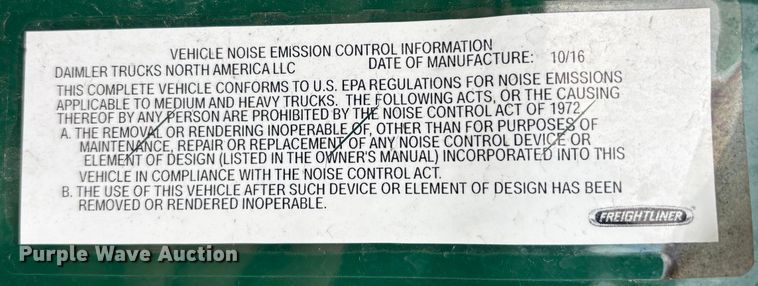 VEHICLE NOISE EMISSION CONTROL INFORMATION
DAIMLER TRUCKS NORTH AMERICA LLC DATE OF MANUFACTURE: 10/16
THIS COMPLETE VEHICLE CONFORMS TO U.S. EPA REGULATIONS FOR NOISE EMISSIONS
APPLICABLE TO MEDIUM AND HEAVY TRUCKS. THE FOLLOWING ACTS, OR THE CAUSING
THEREOF BY ANY PERSON ARE PROHIBITED BY THE NOISE CONTROL ACT OF 1972
A. THE REMOVAL OR RENDERING INOPERABLE OF, OTHER THAN FOR PURPOSES OF
MAINTENANCE, REPAIR OR REPLACEMENT OF ANY NOISE CONTROL DEVICE OR
ELEMENT OF DESIGN (LISTED IN THE OWNER'S MANUAL) INCORPORATED INTO THIS
VEHICLE IN COMPLIANCE WITH THE NOISE CONTROL ACT.
B. THE USE OF THIS VEHICLE AFTER SUCH DEVICE OR ELEMENT OF DESIGN HAS BEEN
REMOVED OR RENDERED INOPERABLE.
FREIGHTLINER
Purple Wave Auction